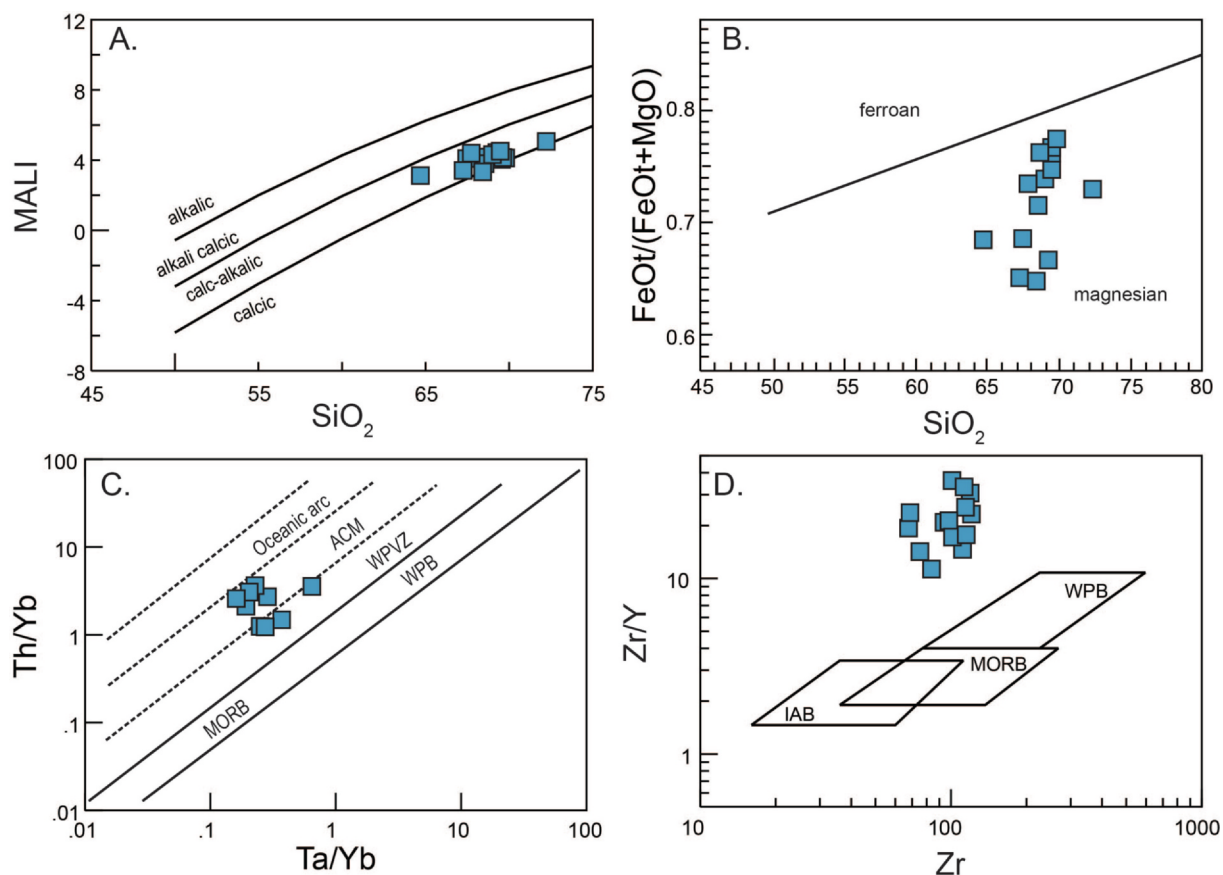 A.
12
8
4
0
-4
-8
MALI
alkalic
alkali calcic
calc-alkalic
calcic
45
55
65
75
SiO2
B.
0.8
0.7
0.6
FeOt/(FeOt+MgO)
ferroan
magnesian
45
50
55
60
65
70
75
80
SiO2
C.
100
10
1
.1
.01
Th/Yb
Oceanic arc
ACM
WPVZ
WPB
MORB
.01
.1
1
10
100
Ta/Yb
D.
10
1
Zr/Y
WPB
MORB
IAB
10
100
1000
Zr